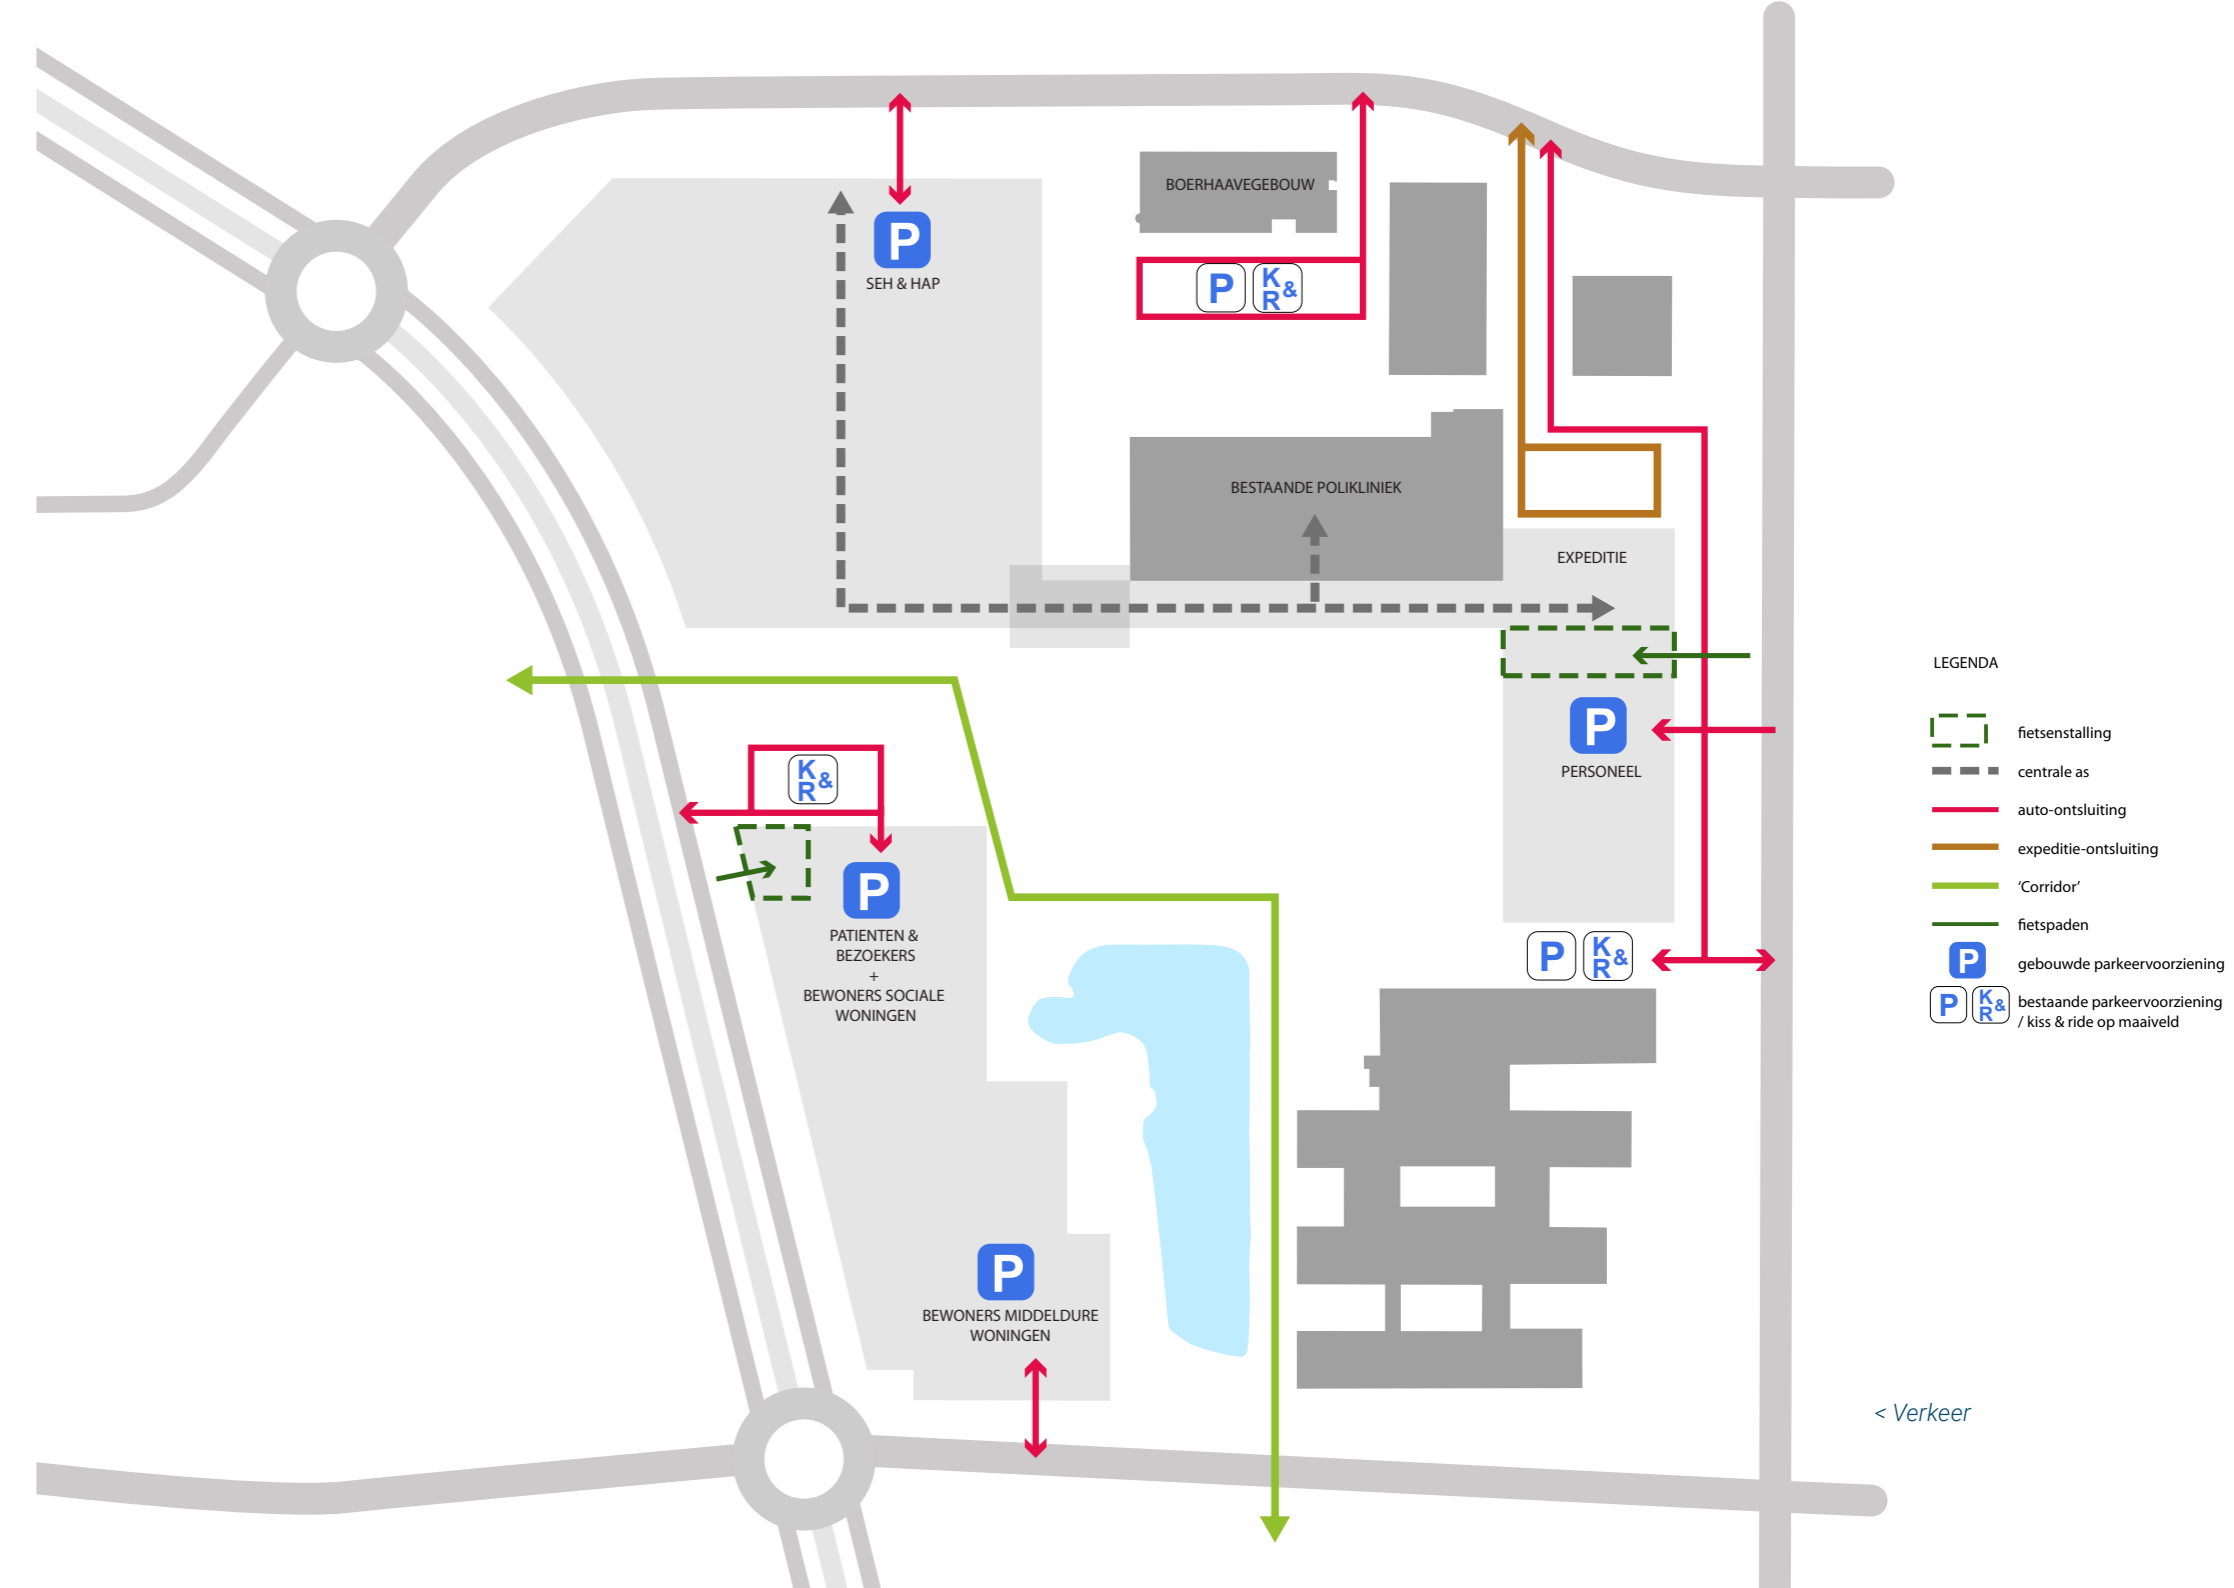 BOERHAAVEGEBOUW
P
SEH & HAP
P K&R
BESTAANDE POLIKLINIEK
EXPEDITIE
P
PERSONEEL
K&R
P
PATIENTEN &
BEZOEKERS
+
BEWONERS SOCIALE
WONINGEN
P K&R
P
BEWONERS MIDDELDURE
WONINGEN
LEGENDA
fietsenstalling
centrale as
auto-ontsluiting
expeditie-ontsluiting
‘Corridor’
fietspaden
P gebouwde parkeervoorziening
P K&R bestaande parkeervoorziening
/ kiss & ride op maaiveld
< Verkeer